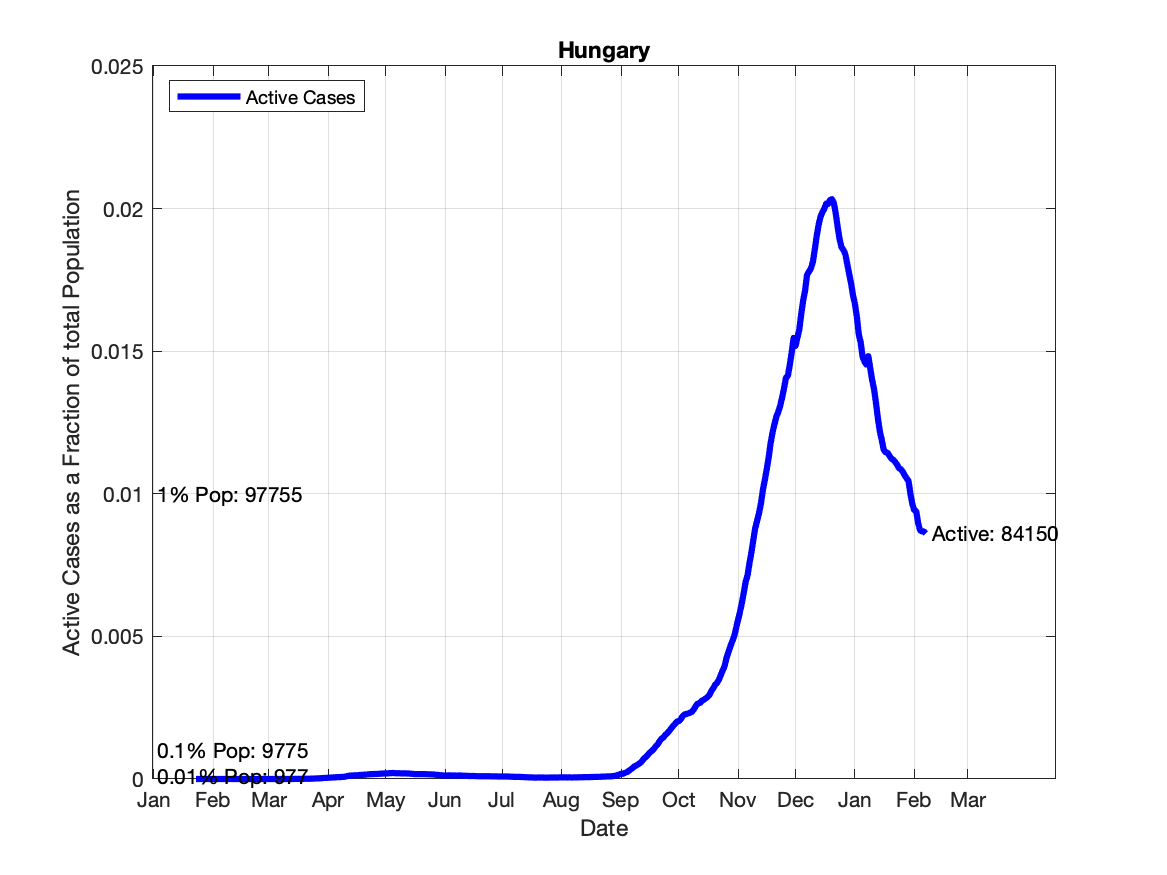 Hungary
0.025
Active Cases
0.02
0.015
0.01
1% Pop: 97755
Active: 84150
0.005
0.1% Pop: 9775
0
0.01% Pop: 977
Jan Feb Mar Apr May Jun Jul Aug Sep Oct Nov Dec Jan Feb Mar
Date
Active Cases as a Fraction of total Population